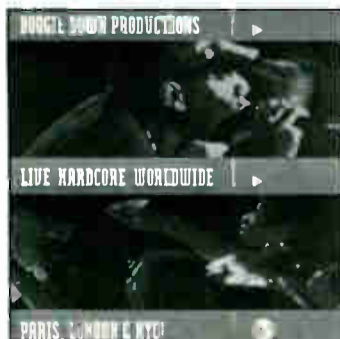 BOOGIE DOWN PRODUCTIONS
LIVE HARDCORE WORLDWIDE
PARIS, LONDON & NYC!